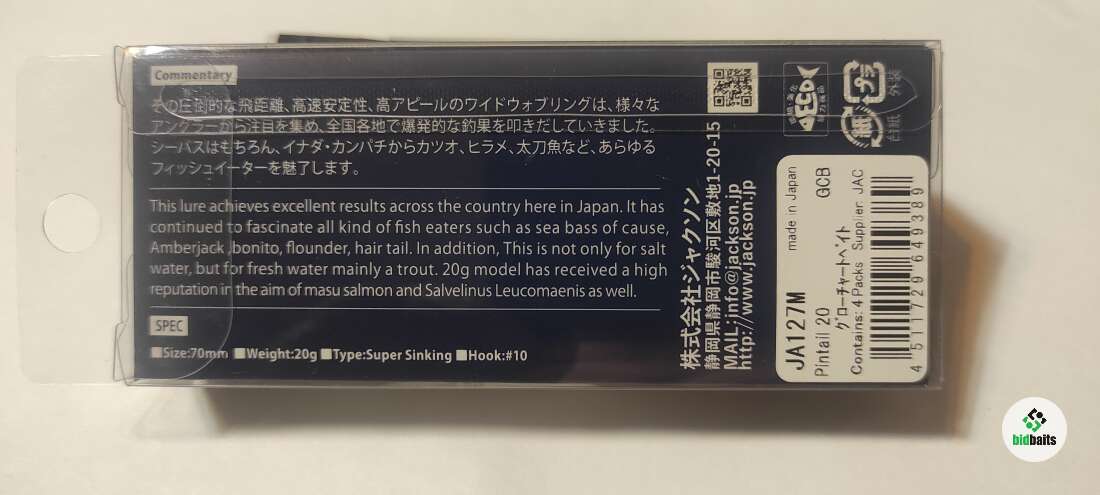 Commentary
その圧倒的な飛距離、高速安定性、高アピールのワイドウォブリングは、様々な
アングラーから注目を集め、全国各地で爆発的な釣果を叩きだしていきました。
シーバスはもちろん、イナダ・カンパチからカツオ、ヒラメ、太刀魚など、あらゆる
フィッシュイーターを魅了します。
This lure achieves excellent results across the country here in Japan. It has
continued to fascinate all kind of fish eaters such as sea bass of cause,
Amberjack ,bonito, flounder, hair tail. In addition, This is not only for salt
water, but for fresh water mainly a trout. 20g model has received a high
reputation in the aim of masu salmon and Salvelinus Leucomaenis as well.
SPEC
■Size:70mm ■Weight:20g ■Type:Super Sinking ■Hook:#10
株式会社ジャクソン
静岡県静岡市駿河区敷地1-20-15
MAIL:info@jackson.jp
http://www.jackson.jp
ECO
プラ
外装
紙
台紙
JA127M
made in Japan
Pintail 20
GCB
グローチャートベイト
Contains: 4 Packs Supplier: JAC
4 511729 649389
bidbaits